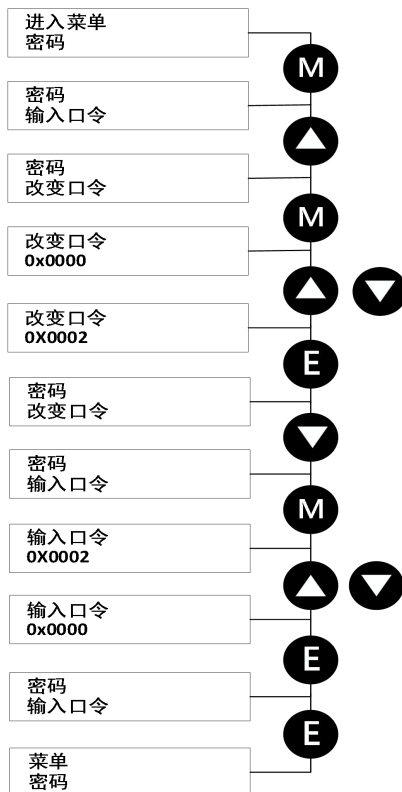 进入菜单
密码
M
密码
输入口令
密码
改变口令
M
改变口令
0x0000
改变口令
0X0002
E
密码
改变口令
密码
输入口令
M
输入口令
0X0002
输入口令
0x0000
E
密码
输入口令
E
菜单
密码